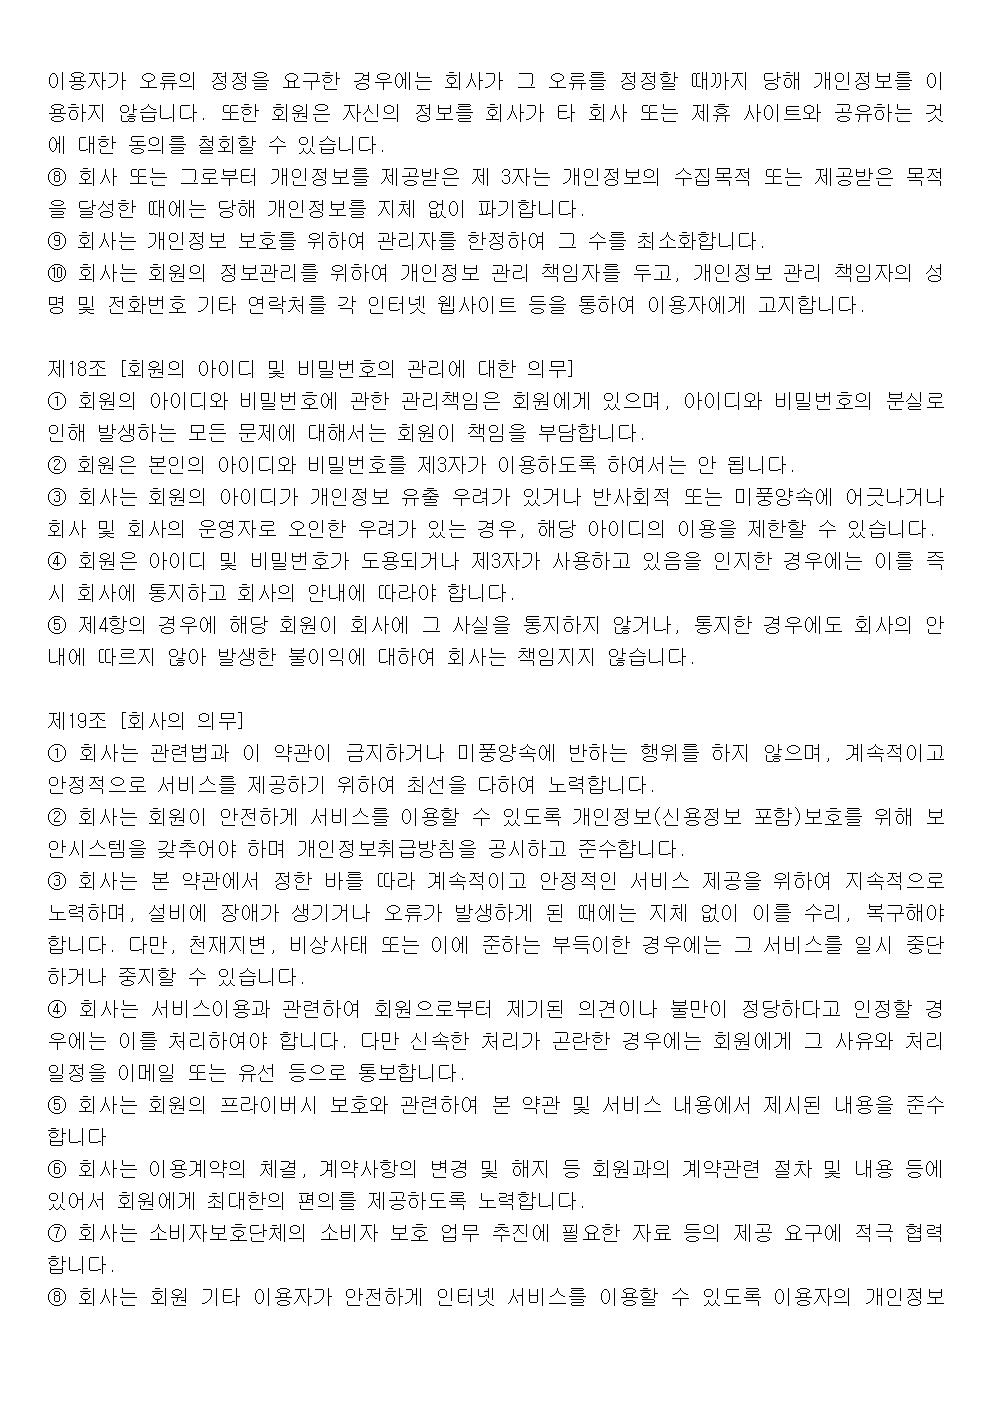 이용자가 오류의 정정을 요구한 경우에는 회사가 그 오류를 정정할 때까지 당해 개인정보를 이
용하지 않습니다. 또한 회원은 자신의 정보를 회사가 타 회사 또는 제휴 사이트와 공유하는 것
에 대한 동의를 철회할 수 있습니다.
⑧ 회사 또는 그로부터 개인정보를 제공받은 제 3자는 개인정보의 수집목적 또는 제공받은 목적
을 달성한 때에는 당해 개인정보를 지체 없이 파기합니다.
⑨ 회사는 개인정보 보호를 위하여 관리자를 한정하여 그 수를 최소화합니다.
⑩ 회사는 회원의 정보관리를 위하여 개인정보 관리 책임자를 두고, 개인정보 관리 책임자의 성
명 및 전화번호 기타 연락처를 각 인터넷 웹사이트 등을 통하여 이용자에게 고지합니다.
제18조 [회원의 아이디 및 비밀번호의 관리에 대한 의무]
① 회원의 아이디와 비밀번호에 관한 관리책임은 회원에게 있으며, 아이디와 비밀번호의 분실로
인해 발생하는 모든 문제에 대해서는 회원이 책임을 부담합니다.
② 회원은 본인의 아이디와 비밀번호를 제3자가 이용하도록 하여서는 안 됩니다.
③ 회사는 회원의 아이디가 개인정보 유출 우려가 있거나 반사회적 또는 미풍양속에 어긋나거나
회사 및 회사의 운영자로 오인한 우려가 있는 경우, 해당 아이디의 이용을 제한할 수 있습니다.
④ 회원은 아이디 및 비밀번호가 도용되거나 제3자가 사용하고 있음을 인지한 경우에는 이를 즉
시 회사에 통지하고 회사의 안내에 따라야 합니다.
⑤ 제4항의 경우에 해당 회원이 회사에 그 사실을 통지하지 않거나, 통지한 경우에도 회사의 안
내에 따르지 않아 발생한 불이익에 대하여 회사는 책임지지 않습니다.
제19조 [회사의 의무]
① 회사는 관련법과 이 약관이 금지하거나 미풍양속에 반하는 행위를 하지 않으며, 계속적이고
안정적으로 서비스를 제공하기 위하여 최선을 다하여 노력합니다.
② 회사는 회원이 안전하게 서비스를 이용할 수 있도록 개인정보(신용정보 포함)보호를 위해 보
안시스템을 갖추어야 하며 개인정보취급방침을 공시하고 준수합니다.
③ 회사는 본 약관에서 정한 바를 따라 계속적이고 안정적인 서비스 제공을 위하여 지속적으로
노력하며, 설비에 장애가 생기거나 오류가 발생하게 된 때에는 지체 없이 이를 수리, 복구해야
합니다. 다만, 천재지변, 비상사태 또는 이에 준하는 부득이한 경우에는 그 서비스를 일시 중단
하거나 중지할 수 있습니다.
④ 회사는 서비스이용과 관련하여 회원으로부터 제기된 의견이나 불만이 정당하다고 인정할 경
우에는 이를 처리하여야 합니다. 다만 신속한 처리가 곤란한 경우에는 회원에게 그 사유와 처리
일정을 이메일 또는 유선 등으로 통보합니다.
⑤ 회사는 회원의 프라이버시 보호와 관련하여 본 약관 및 서비스 내용에서 제시된 내용을 준수
합니다
⑥ 회사는 이용계약의 체결, 계약사항의 변경 및 해지 등 회원과의 계약관련 절차 및 내용 등에
있어서 회원에게 최대한의 편의를 제공하도록 노력합니다.
⑦ 회사는 소비자보호단체의 소비자 보호 업무 추진에 필요한 자료 등의 제공 요구에 적극 협력
합니다.
⑧ 회사는 회원 기타 이용자가 안전하게 인터넷 서비스를 이용할 수 있도록 이용자의 개인정보